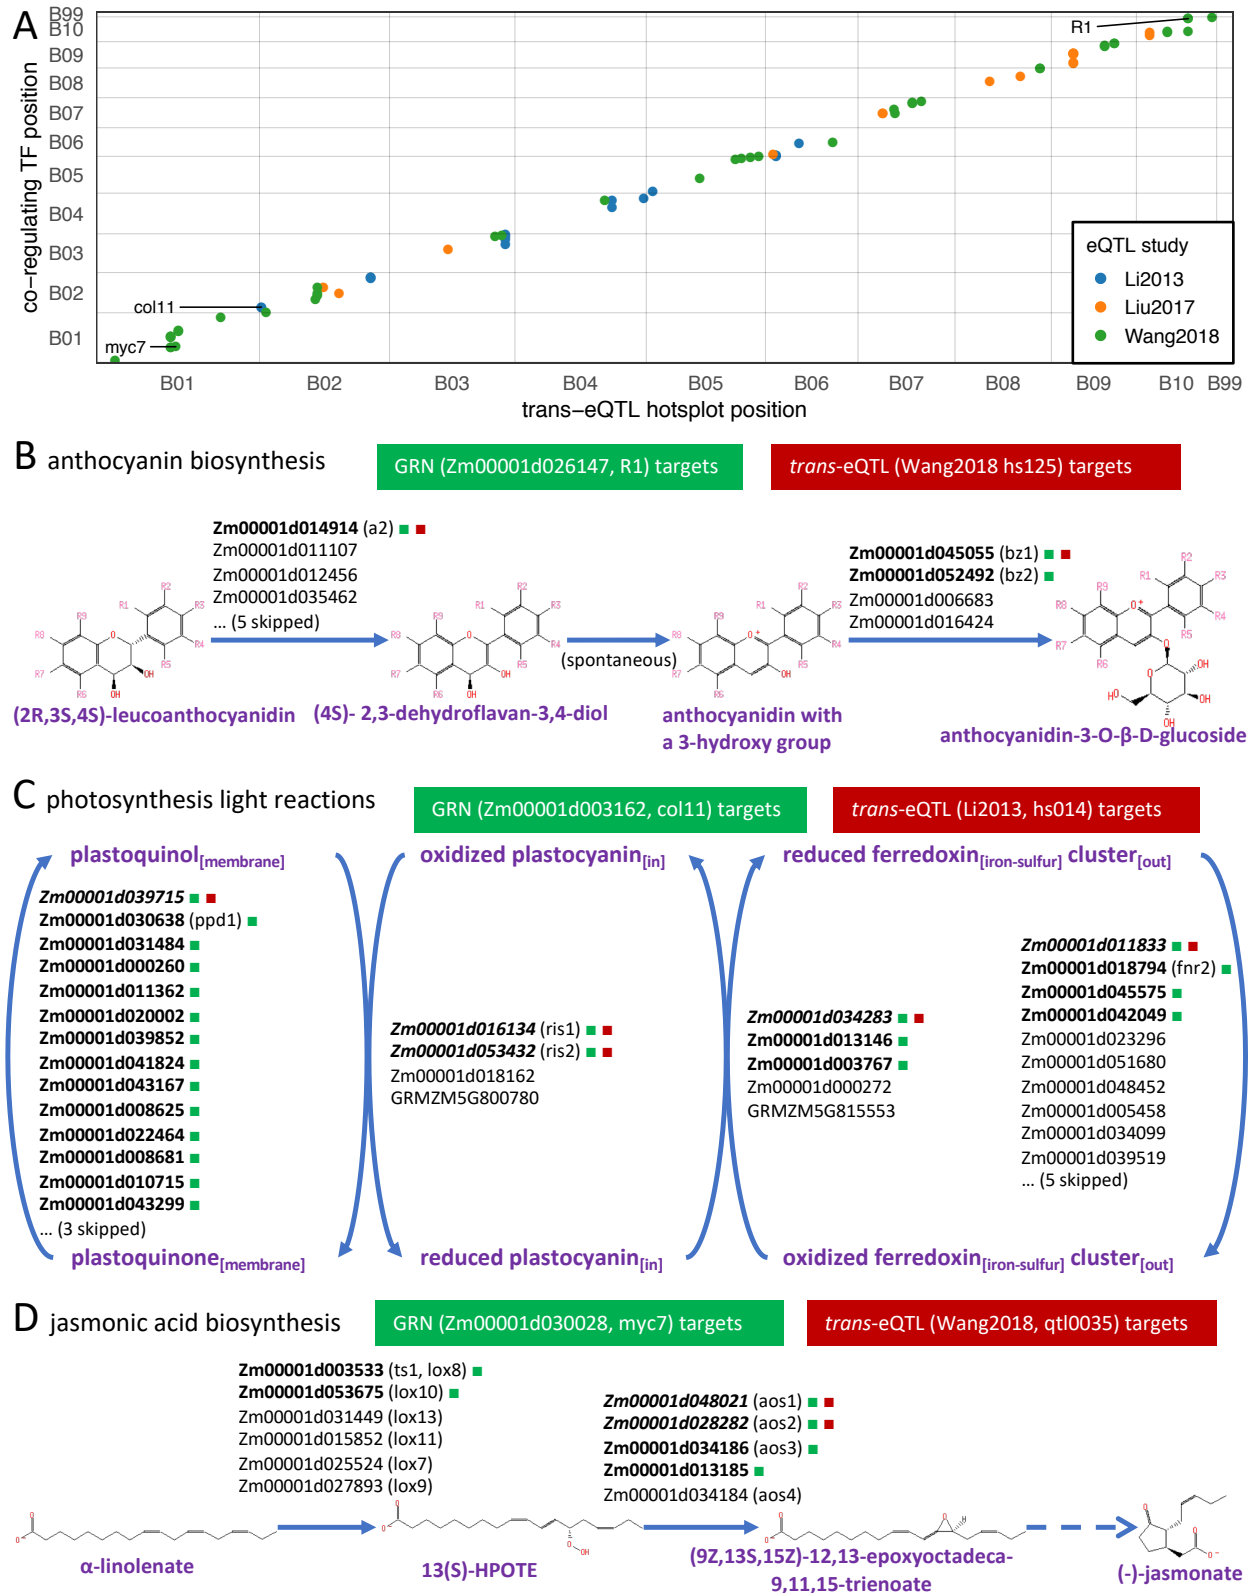 A
B99
B10
B09
B08
B07
B06
B05
B04
B03
B02
B01
co-regulating TF position
R1
col11
myc7
eQTL study
Li2013
Liu2017
Wang2018
B01 B02 B03 B04 B05 B06 B07 B08 B09 B10 B99
trans-eQTL hotsplot position
B anthocyanin biosynthesis
GRN (Zm00001d026147, R1) targets
trans-eQTL (Wang2018 hs125) targets
Zm00001d014914 (a2)
Zm00001d011107
Zm00001d012456
Zm00001d035462
... (5 skipped)
(spontaneous)
Zm00001d045055 (bz1)
Zm00001d052492 (bz2)
Zm00001d006683
Zm00001d016424
(2R,3S,4S)-leucoanthocyanidin
(4S)- 2,3-dehydroflavan-3,4-diol
anthocyanidin with
a 3-hydroxy group
anthocyanidin-3-O-β-D-glucoside
C photosynthesis light reactions
GRN (Zm00001d003162, col11) targets
trans-eQTL (Li2013, hs014) targets
plastoquinol[membrane]
oxidized plastocyanin[in]
reduced ferredoxin[iron-sulfur] cluster[out]
Zm00001d039715
Zm00001d030638 (ppd1)
Zm00001d031484
Zm00001d000260
Zm00001d011362
Zm00001d020002
Zm00001d039852
Zm00001d041824
Zm00001d043167
Zm00001d008625
Zm00001d022464
Zm00001d008681
Zm00001d010715
Zm00001d043299
... (3 skipped)
Zm00001d016134 (ris1)
Zm00001d053432 (ris2)
Zm00001d018162
GRMZM5G800780
Zm00001d034283
Zm00001d013146
Zm00001d003767
Zm00001d000272
GRMZM5G815553
Zm00001d011833
Zm00001d018794 (fnr2)
Zm00001d045575
Zm00001d042049
Zm00001d023296
Zm00001d051680
Zm00001d048452
Zm00001d005458
Zm00001d034099
Zm00001d039519
... (5 skipped)
plastoquinone[membrane]
reduced plastocyanin[in]
oxidized ferredoxin[iron-sulfur] cluster[out]
D jasmonic acid biosynthesis
GRN (Zm00001d030028, myc7) targets
trans-eQTL (Wang2018, qtl0035) targets
Zm00001d003533 (ts1, lox8)
Zm00001d053675 (lox10)
Zm00001d031449 (lox13)
Zm00001d015852 (lox11)
Zm00001d025524 (lox7)
Zm00001d027893 (lox9)
Zm00001d048021 (aos1)
Zm00001d028282 (aos2)
Zm00001d034186 (aos3)
Zm00001d013185
Zm00001d034184 (aos4)
α-linolenate
13(S)-HPOTE
(9Z,13S,15Z)-12,13-epoxyoctadeca-
9,11,15-trienoate
(-)-jasmonate